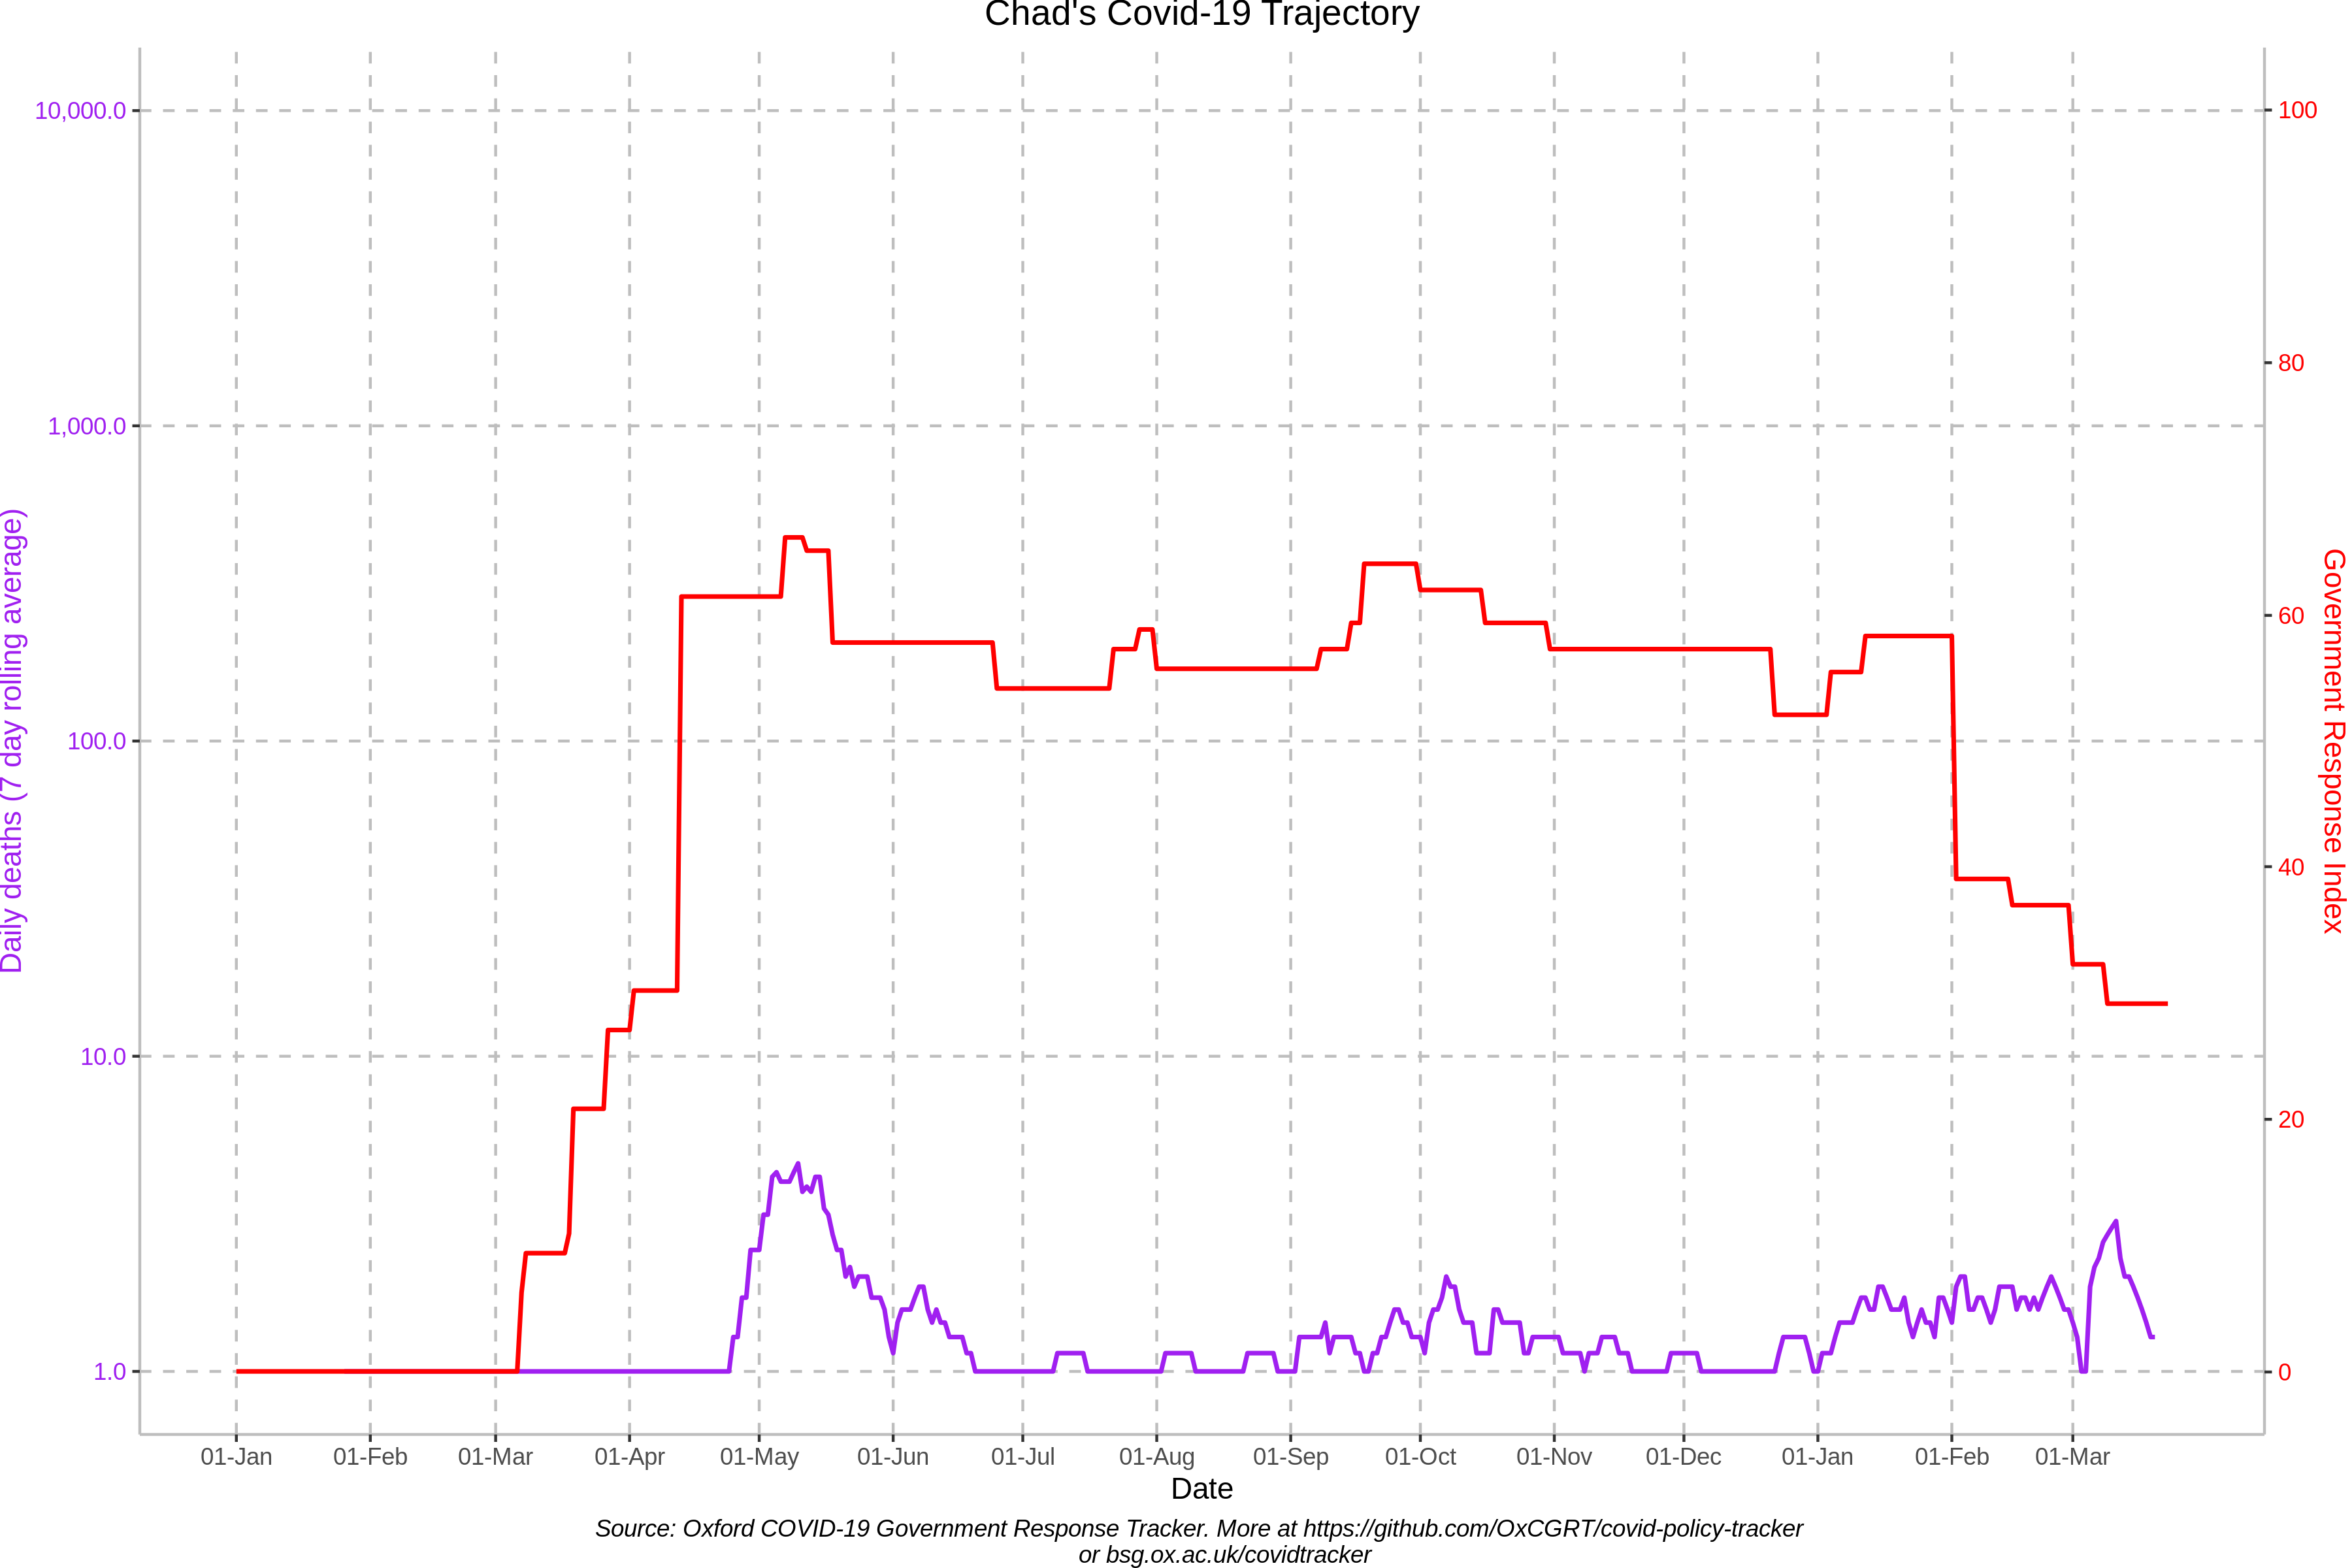 Chad's Covid-19 Trajectory
10,000.0
1,000.0
100.0
10.0
1.0
Daily deaths (7 day rolling average)
100
80
60
40
20
0
Government Response Index
01-Jan 01-Feb 01-Mar 01-Apr 01-May 01-Jun 01-Jul 01-Aug 01-Sep 01-Oct 01-Nov 01-Dec 01-Jan 01-Feb 01-Mar
Date
Source: Oxford COVID-19 Government Response Tracker. More at https://github.com/OxCGRT/covid-policy-tracker
or bsg.ox.ac.uk/covidtracker